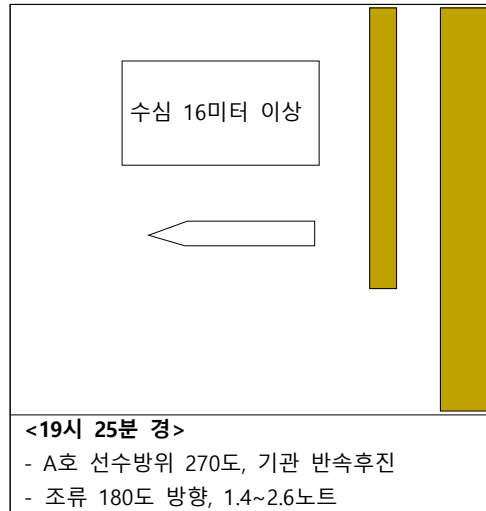 수심 16미터 이상
<19시 25분 경>
- A호 선수방위 270도, 기관 반속후진
- 조류 180도 방향, 1.4~2.6노트